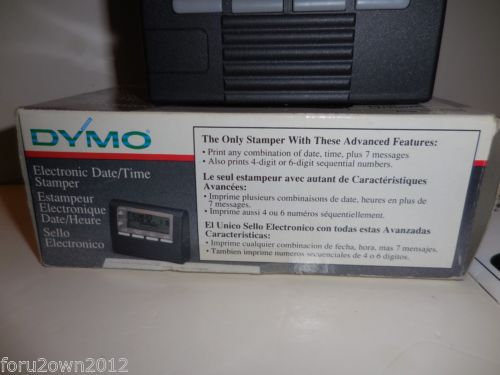 DYMO
Electronic Date/Time
Stamper
Estampeur
Electronique
Date/Heure
Sello
Electronico
The Only Stamper With These Advanced Features:
• Print any combination of date, time, plus 7 messages
• Also prints 4-digit or 6-digit sequential numbers.
Le seul estampeur avec autant de Caractéristiques
Avancées:
• Imprime plusieurs combinaisons de date, heures en plus de
7 messages.
• Imprime aussi 4 ou 6 numéros séquentiellement.
El Unico Sello Electronico con todas estas Avanzadas
Caracteristicas:
• Imprime cualquier combinacion de fecha, hora, mas 7 mensajes.
• Tambien imprime numeros secuenciales de 4 o 6 digitos.
foru2own2012